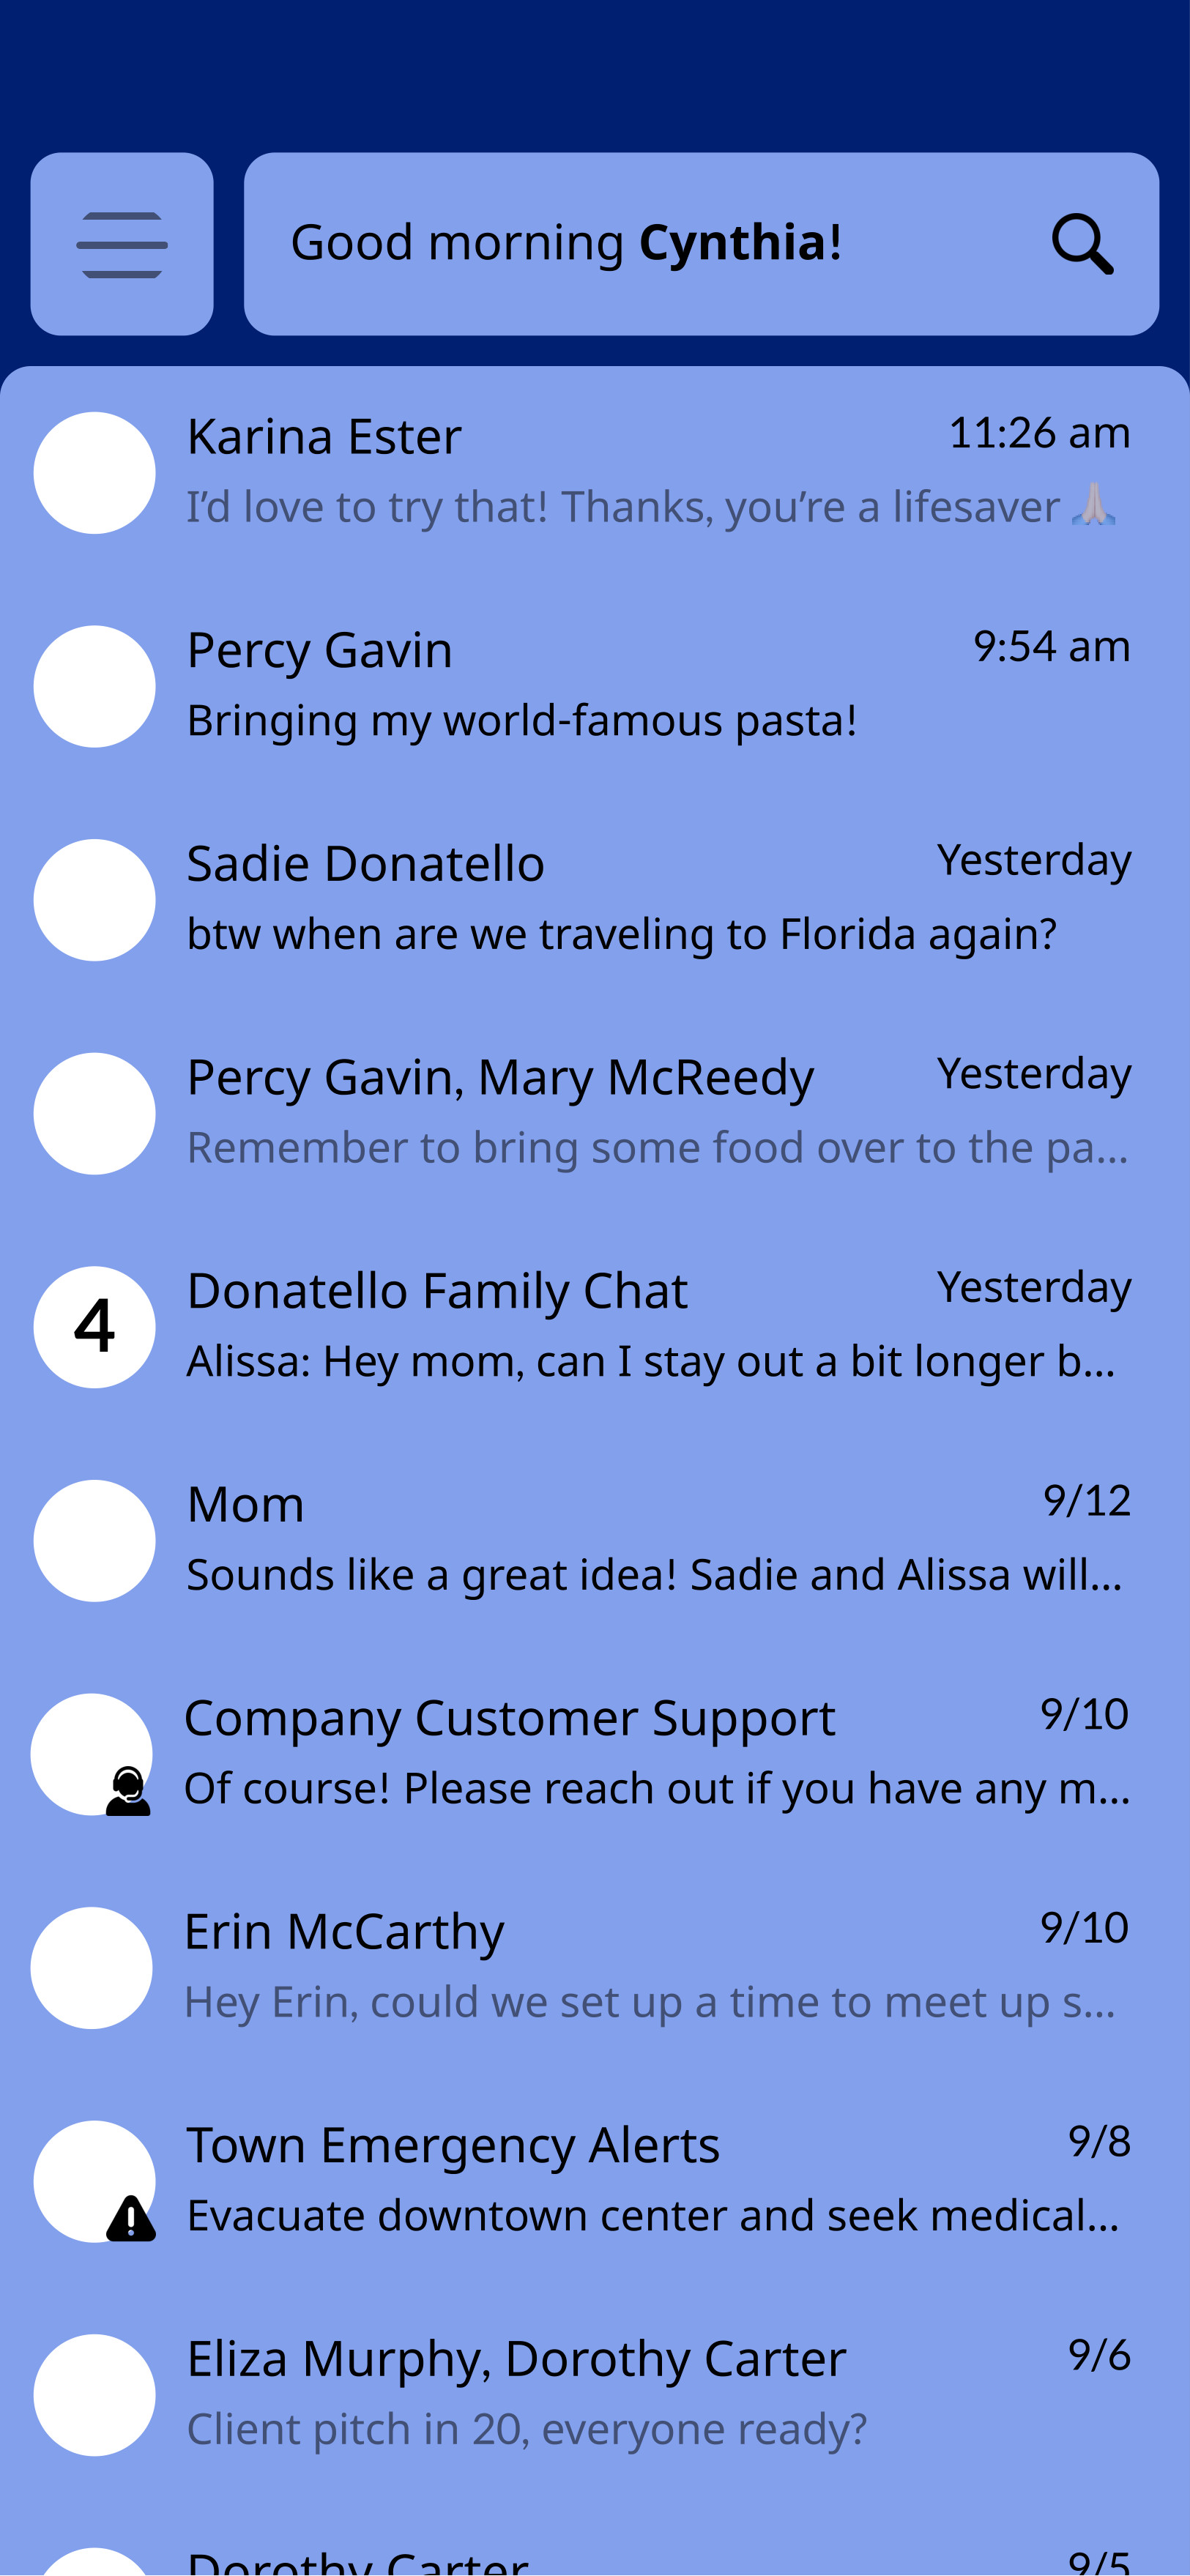 Good morning Cynthia!
Karina Ester 11:26 am
I’d love to try that! Thanks, you’re a lifesaver 🙏🏻
Percy Gavin 9:54 am
Bringing my world-famous pasta!
Sadie Donatello Yesterday
btw when are we traveling to Florida again?
Percy Gavin, Mary McReedy Yesterday
Remember to bring some food over to the pa...
4 Donatello Family Chat Yesterday
Alissa: Hey mom, can I stay out a bit longer b...
Mom 9/12
Sounds like a great idea! Sadie and Alissa will...
Company Customer Support 9/10
Of course! Please reach out if you have any m...
Erin McCarthy 9/10
Hey Erin, could we set up a time to meet up s...
Town Emergency Alerts 9/8
Evacuate downtown center and seek medical...
Eliza Murphy, Dorothy Carter 9/6
Client pitch in 20, everyone ready?
Dorothy Carter 9/5